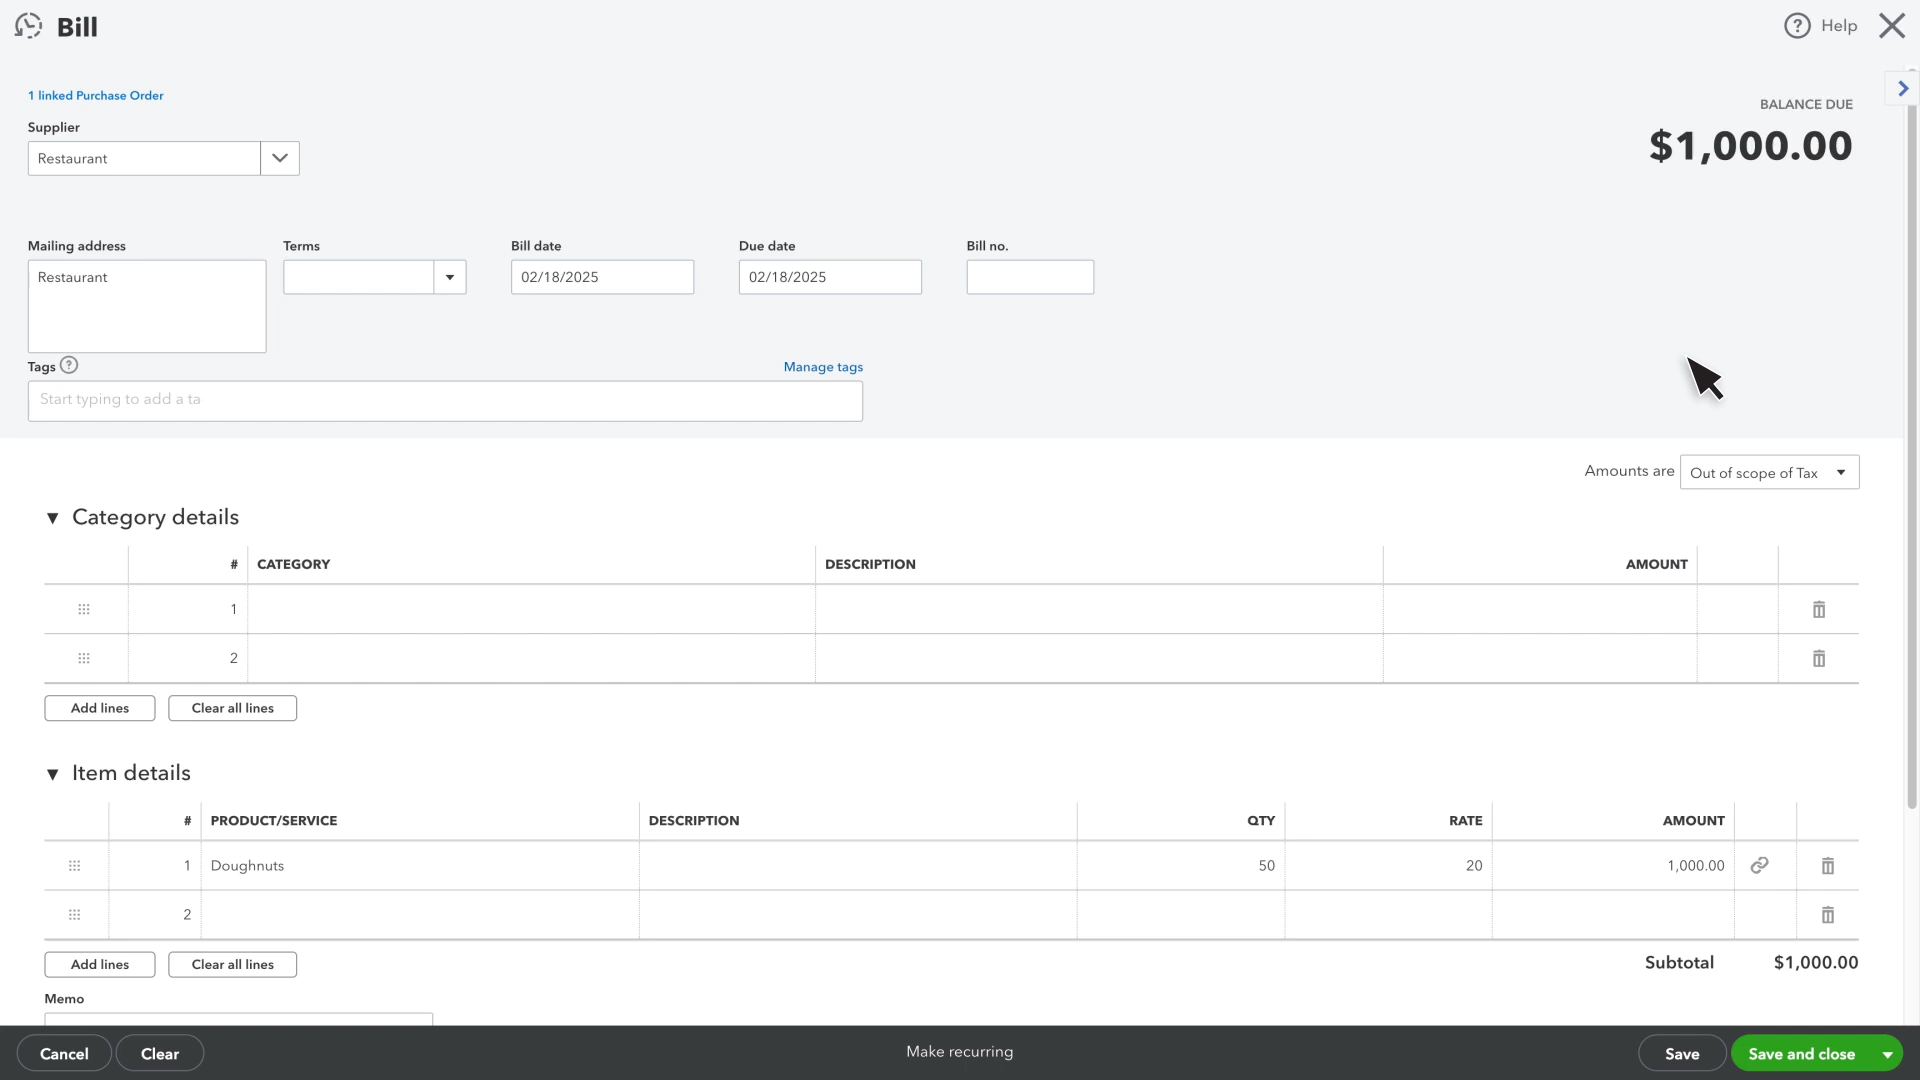 Bill
Help
1 linked Purchase Order
BALANCE DUE
$1,000.00
Supplier
Restaurant
Mailing address
Terms
Bill date
Due date
Bill no.
Restaurant
02/18/2025
02/18/2025
Tags
Manage tags
Start typing to add a ta
Amounts are Out of scope of Tax
Category details
# CATEGORY DESCRIPTION AMOUNT
1
2
Add lines Clear all lines
Item details
# PRODUCT/SERVICE DESCRIPTION QTY RATE AMOUNT
1 Doughnuts 50 20 1,000.00
2
Add lines Clear all lines
Subtotal $1,000.00
Memo
Cancel Clear Make recurring Save Save and close